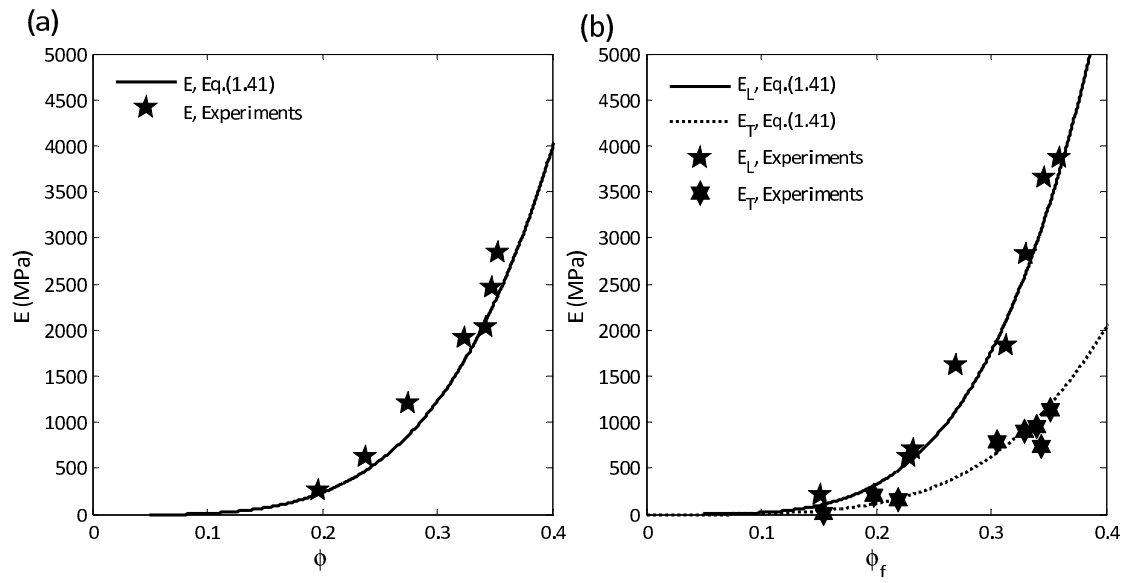 (a)
5000
4500
4000
3500
3000
2500
2000
1500
1000
500
0
E (MPa)
E, Eq.(1.41)
E, Experiments
0 0.1 0.2 0.3 0.4
ϕ
(b)
5000
4500
4000
3500
3000
2500
2000
1500
1000
500
0
E (MPa)
E_L, Eq.(1.41)
E_T, Eq.(1.41)
E_L, Experiments
E_T, Experiments
0 0.1 0.2 0.3 0.4
ϕ_f